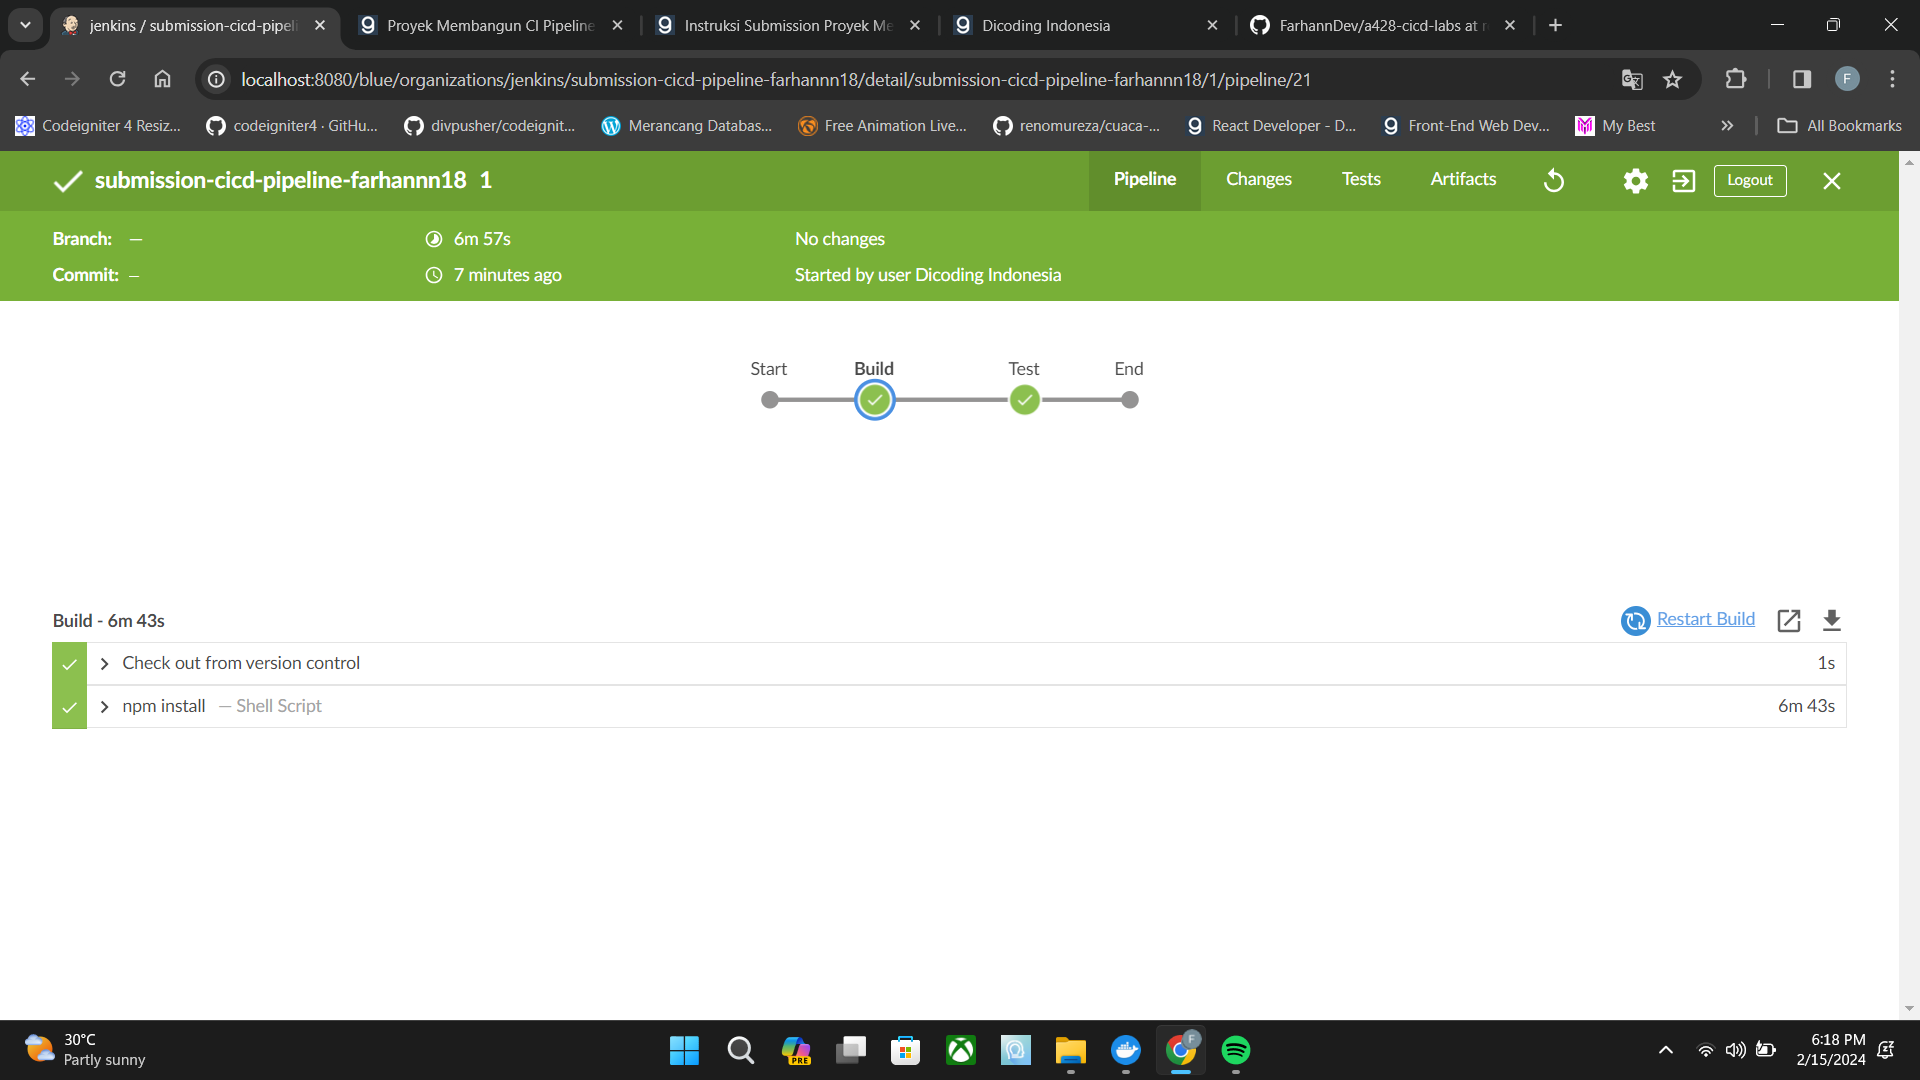 jenkins / submission-cicd-pipeli
Proyek Membangun CI Pipeline
Instruksi Submission Proyek Me
Dicoding Indonesia
FarhannDev/a428-cicd-labs at r
localhost:8080/blue/organizations/jenkins/submission-cicd-pipeline-farhannn18/detail/submission-cicd-pipeline-farhannn18/1/pipeline/21
F
Codeigniter 4 Resiz...
codeigniter4 · GitHu...
divpusher/codeignit...
Merancang Databas...
Free Animation Live...
renomureza/cuaca-...
React Developer - D...
Front-End Web Dev...
My Best
All Bookmarks
submission-cicd-pipeline-farhannn18 1
Pipeline
Changes
Tests
Artifacts
Logout
Branch: —
6m 57s
No changes
Commit: —
7 minutes ago
Started by user Dicoding Indonesia
Start
Build
Test
End
Build - 6m 43s
Restart Build
Check out from version control
1s
npm install — Shell Script
6m 43s
30°C
Partly sunny
PRE
F
6:18 PM
2/15/2024